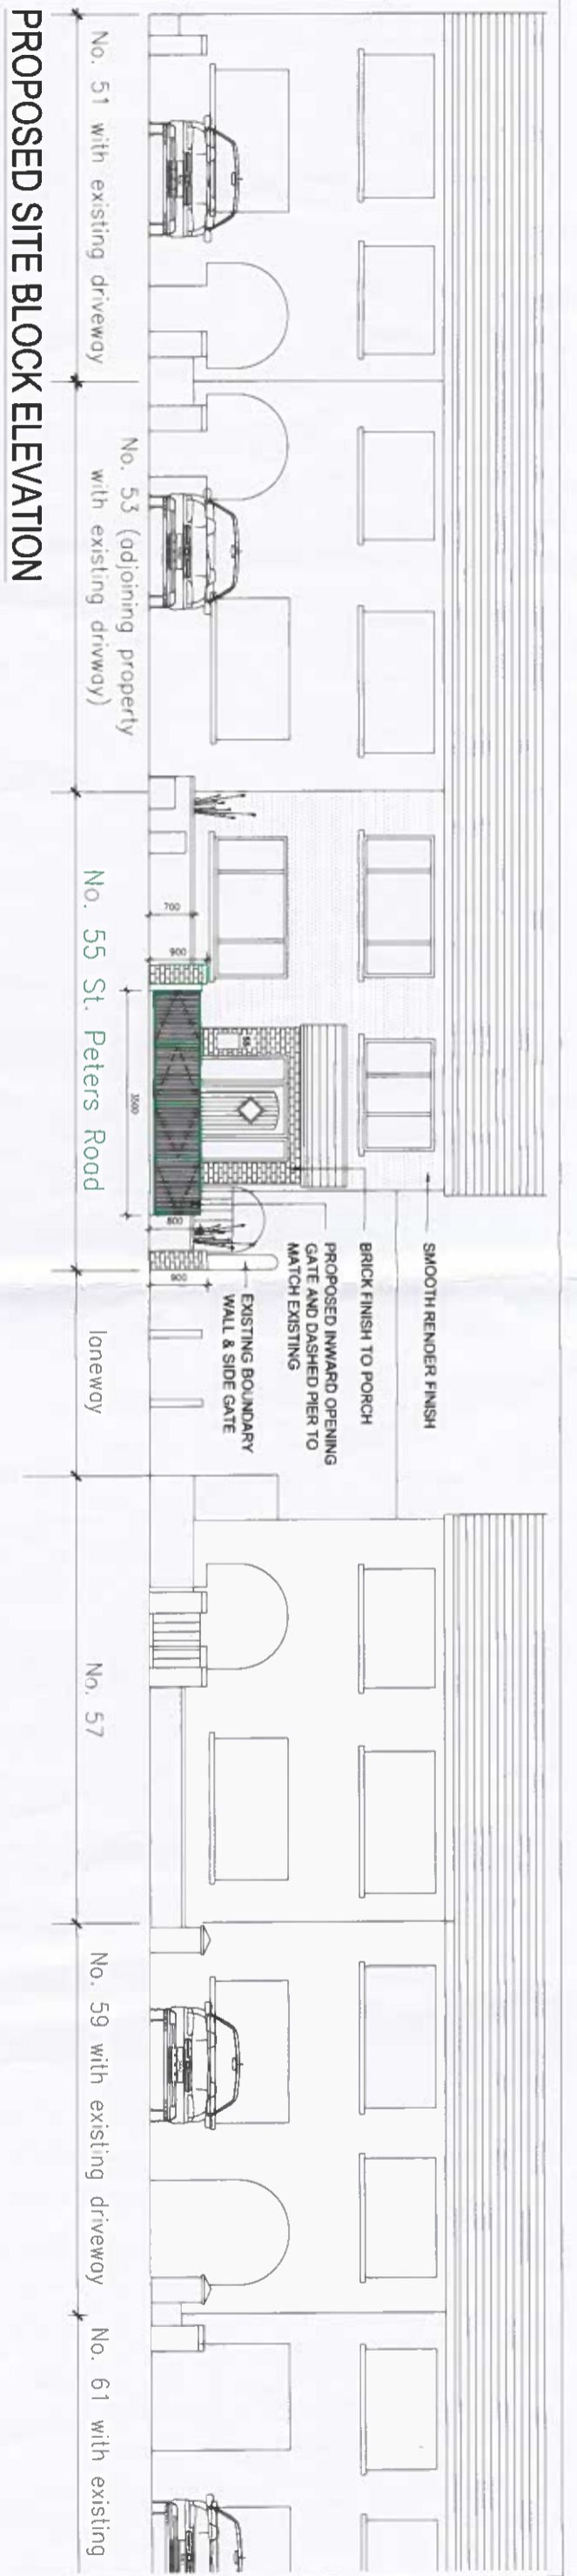 SMOOTH RENDER FINISH
BRICK FINISH TO PORCH
PROPOSED INWARD OPENING
GATE AND DASHED PIER TO
MATCH EXISTING
EXISTING BOUNDARY
WALL & SIDE GATE
55
700
900
800
900
3500
No. 51 with existing driveway
No. 53 (adjoining property
with existing drivway)
No. 55 St. Peters Road
laneway
No. 57
No. 59 with existing driveway
No. 61 with existing
PROPOSED SITE BLOCK ELEVATION